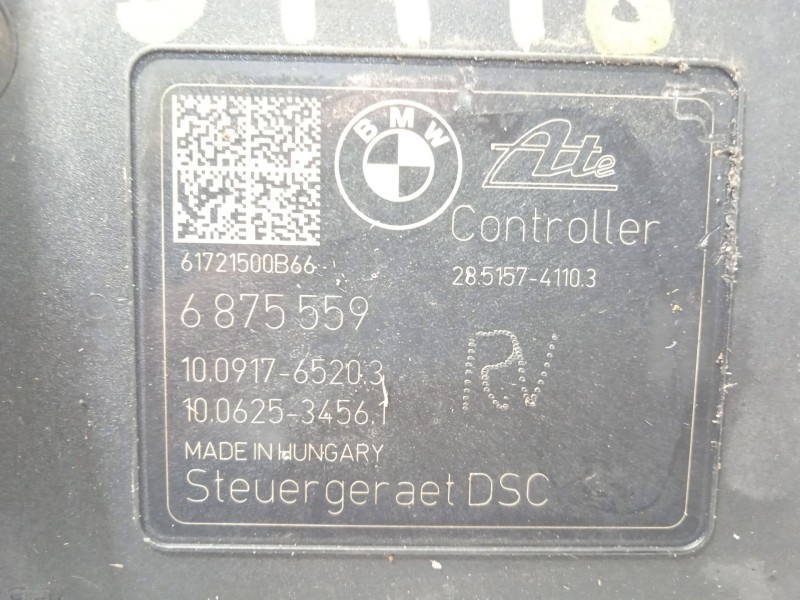 BMW
Ate
Controller
61721500B66
28.5157-4110.3
6 875 559
10.0917-6520.3
10.0625-3456.1
RV
MADE IN HUNGARY
Steuergeraet DSC